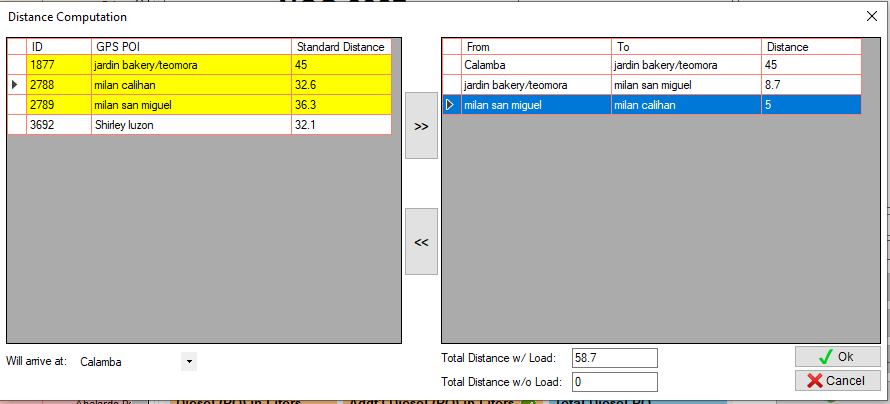 Distance Computation
ID GPS POI Standard Distance
1877 jardin bakery/teomora 45
2788 milan calihan 32.6
2789 milan san miguel 36.3
3692 Shirley luzon 32.1
>>
<<
From To Distance
Calamba jardin bakery/teomora 45
jardin bakery/teomora milan san miguel 8.7
milan san miguel milan calihan 5
Will arrive at: Calamba
Total Distance w/ Load: 58.7
Total Distance w/o Load: 0
Ok
Cancel